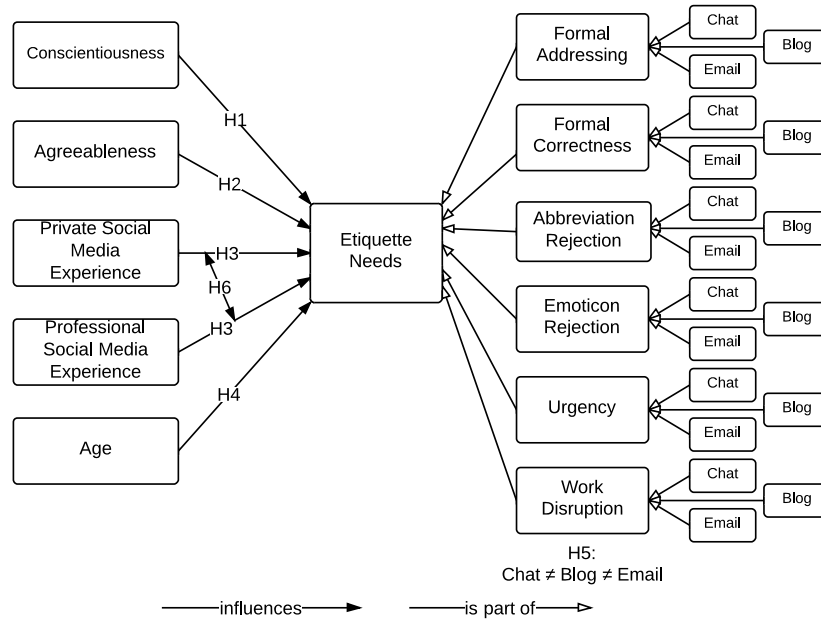 Conscientiousness
H1
Agreeableness
H2
Private Social
Media
Experience
H3
H6
Professional
Social Media
Experience
H3
Age
H4
Etiquette
Needs
Formal
Addressing
Chat
Blog
Email
Formal
Correctness
Chat
Blog
Email
Abbreviation
Rejection
Chat
Blog
Email
Emoticon
Rejection
Chat
Blog
Email
Urgency
Chat
Blog
Email
Work
Disruption
Chat
Blog
Email
H5:
Chat ≠ Blog ≠ Email
influences
is part of